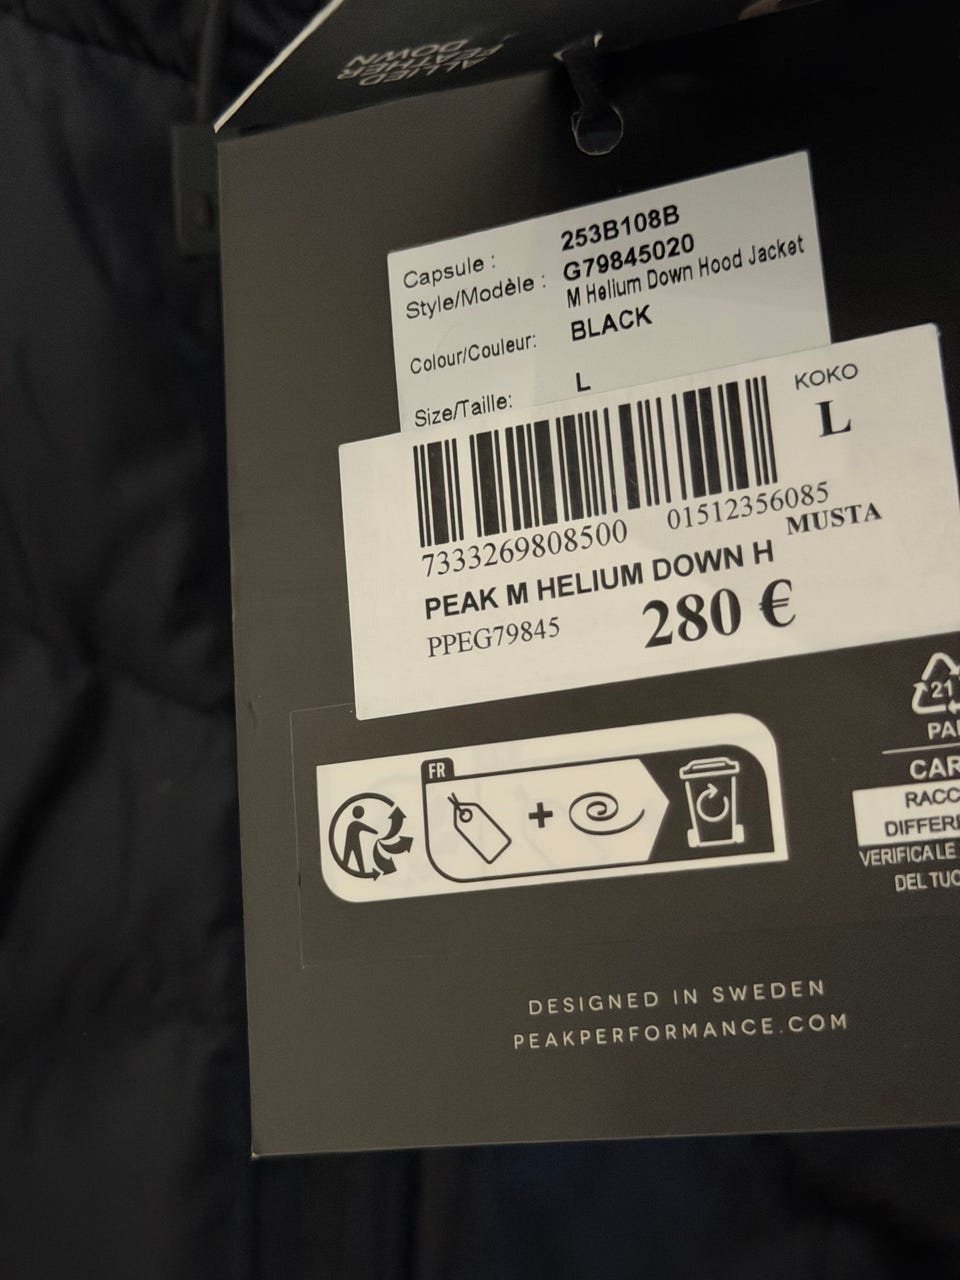 ALLIED
FEATHER
DOWN
Capsule : 253B108B
Style/Modèle : G79845020
M Helium Down Hood Jacket
Colour/Couleur: BLACK
Size/Taille: L
KOKO
L
7333269808500 01512356085
MUSTA
PEAK M HELIUM DOWN H
PPEG79845 280 €
FR
+
21
PA
CAR
RACC
DIFFERE
VERIFICA LE
DEL TUO
DESIGNED IN SWEDEN
PEAKPERFORMANCE.COM